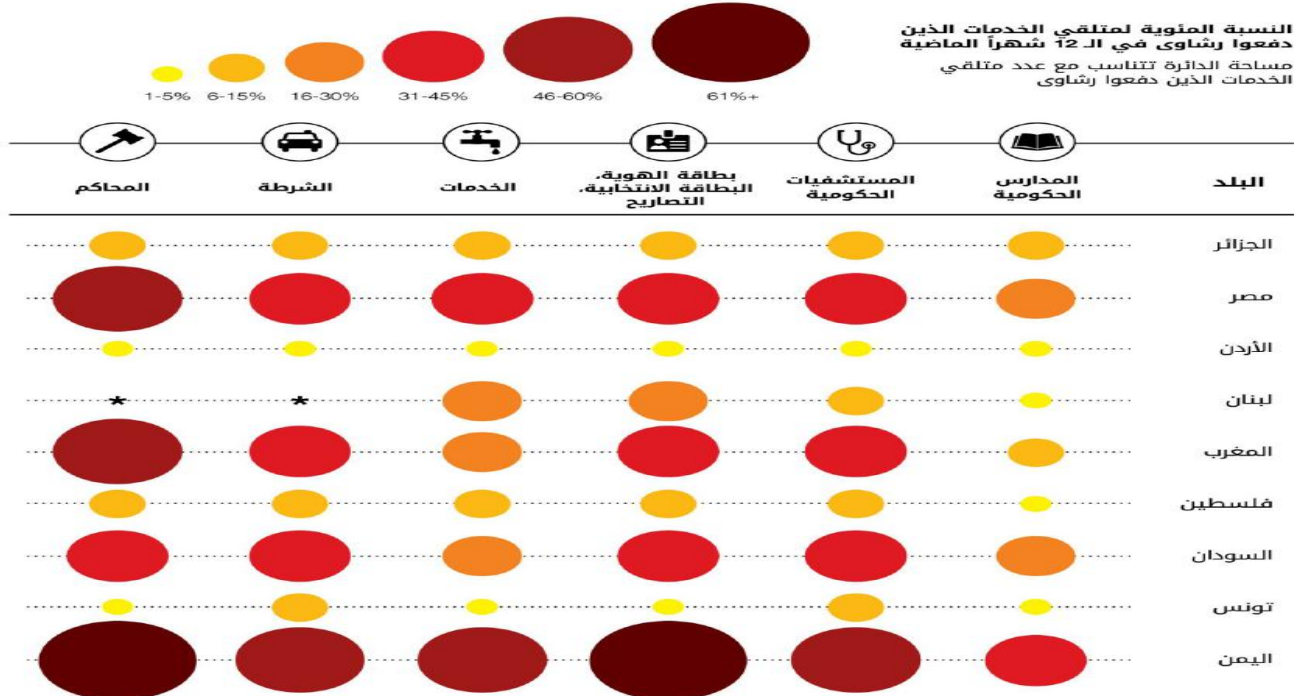 النسبة المئوية لمتلقي الخدمات الذين
دفعوا رشاوى في الـ 12 شهراً الماضية
مساحة الدائرة تتناسب مع عدد متلقي
الخدمات الذين دفعوا رشاوى
1-5% 6-15% 16-30% 31-45% 46-60% 61%+
البلد
المدارس
الحكومية
المستشفيات
الحكومية
بطاقة الهوية،
البطاقة الانتخابية،
التصاريح
الخدمات
الشرطة
المحاكم
الجزائر
مصر
الأردن
لبنان * *
المغرب
فلسطين
السودان
تونس
اليمن